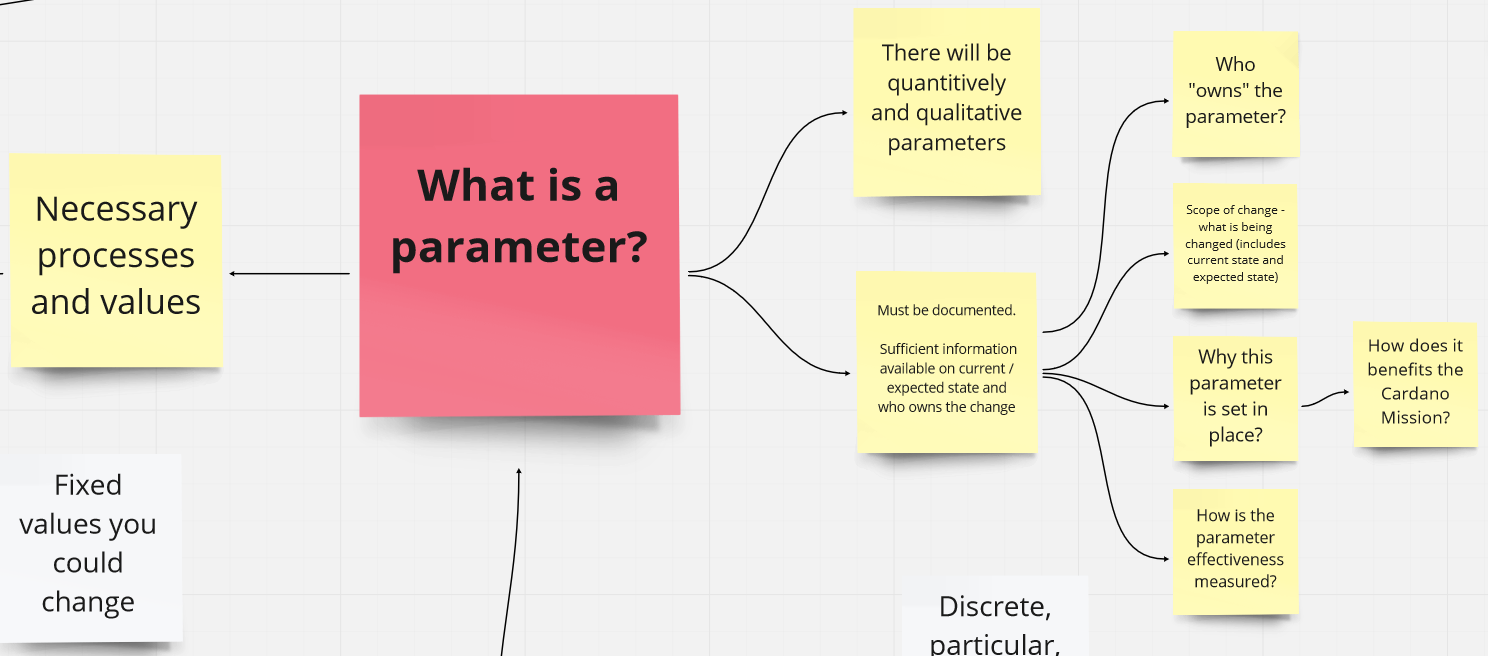 Necessary
processes
and values
What is a
parameter?
There will be
quantitively
and qualitative
parameters
Must be documented.
Sufficient information
available on current /
expected state and
who owns the change
Who
"owns" the
parameter?
Scope of change -
what is being
changed (includes
current state and
expected state)
Why this
parameter
is set in
place?
How does it
benefits the
Cardano
Mission?
How is the
parameter
effectiveness
measured?
Fixed
values you
could
change
Discrete,
particular,